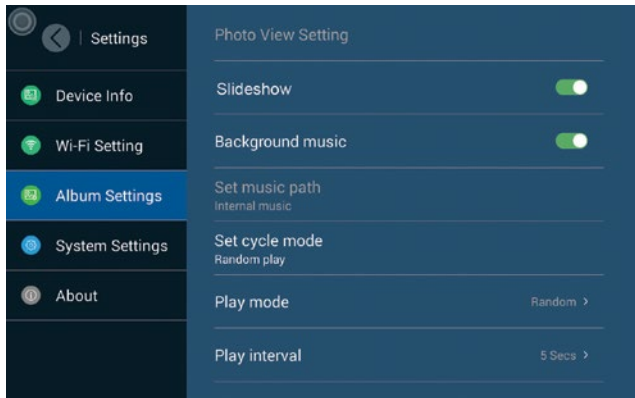 Settings
Device Info
Wi-Fi Setting
Album Settings
System Settings
About
Photo View Setting
Slideshow
Background music
Set music path
Internal music
Set cycle mode
Random play
Play mode
Random >
Play interval
5 Secs >